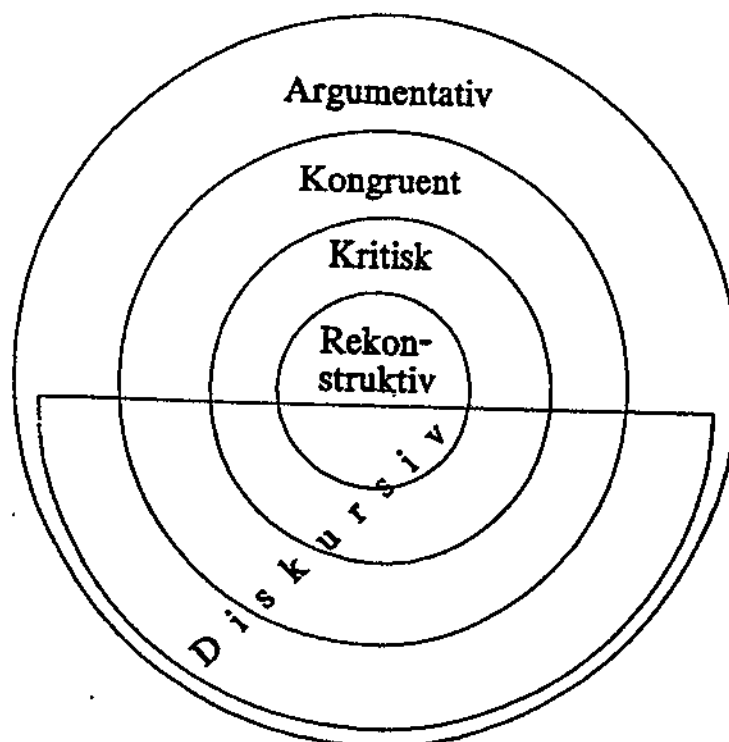 Argumentativ
Kongruent
Kritisk
Rekon-
struktiv
Diskursiv